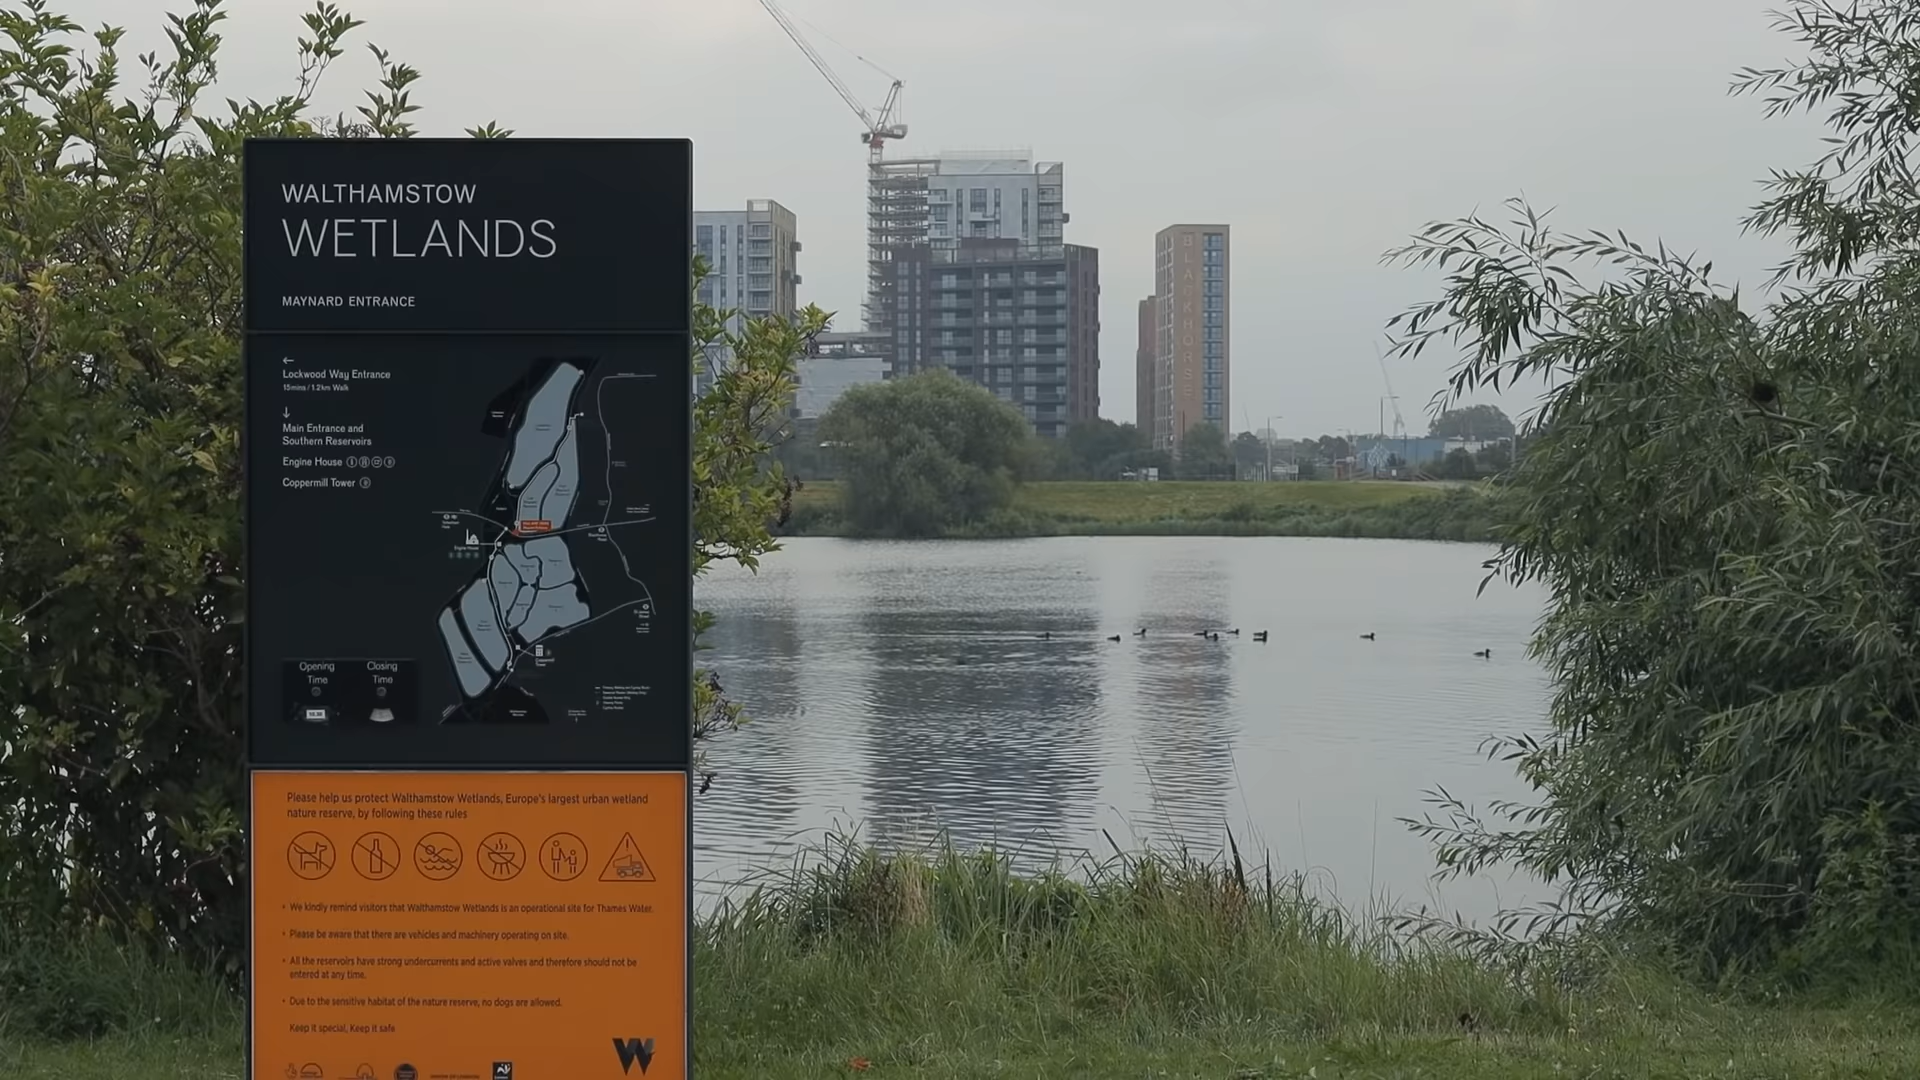 WALTHAMSTOW
WETLANDS
MAYNARD ENTRANCE
←
Lockwood Way Entrance
15mins / 1.2km Walk
↓
Main Entrance and
Southern Reservoirs
Engine House
Coppermill Tower
Engine House
Opening
Time
Closing
Time
Please help us protect Walthamstow Wetlands, Europe's largest urban wetland
nature reserve, by following these rules
• We kindly remind visitors that Walthamstow Wetlands is an operational site for Thames Water.
• Please be aware that there are vehicles and machinery operating on site.
• All the reservoirs have strong undercurrents and active valves and therefore should not be
entered at any time.
• Due to the sensitive habitat of the nature reserve, no dogs are allowed.
Keep it special, Keep it safe
W
BLACKHORSE